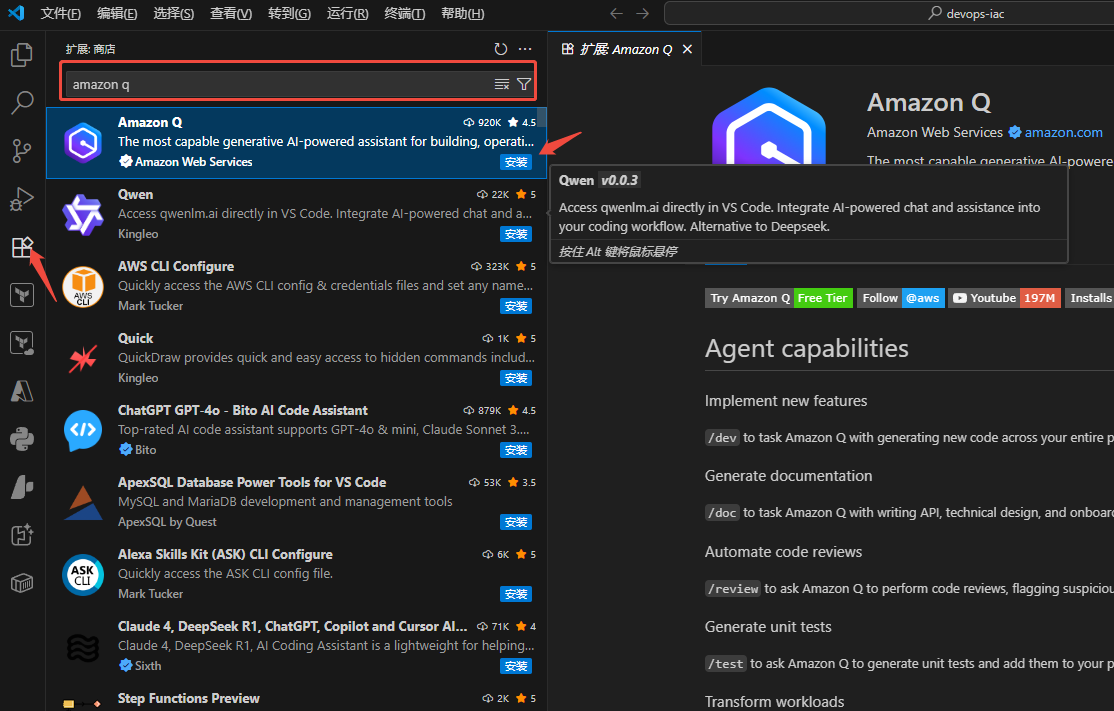 文件(F) 编辑(E) 选择(S) 查看(V) 转到(G) 运行(R) 终端(T) 帮助(H)
devops-iac
扩展: 商店
amazon q
Amazon Q 920K 4.5
The most capable generative AI-powered assistant for building, operati...
Amazon Web Services 安装
Qwen 22K 5
Access qwenlm.ai directly in VS Code. Integrate AI-powered chat and a...
Kingleo 安装
AWS CLI Configure 323K 5
Quickly access the AWS CLI config & credentials files and set any name...
Mark Tucker 安装
AWS
CLI
Quick 1K 5
QuickDraw provides quick and easy access to hidden commands includ...
Kingleo 安装
ChatGPT GPT-4o - Bito AI Code Assistant 879K 4.5
Top-rated AI code assistant supports GPT-4o & mini, Claude Sonnet 3....
Bito 安装
ApexSQL Database Power Tools for VS Code 53K 3.5
MySQL and MariaDB development and management tools
ApexSQL by Quest 安装
Alexa Skills Kit (ASK) CLI Configure 6K 5
Quickly access the ASK CLI config file.
Mark Tucker 安装
ASK
CLI
Claude 4, DeepSeek R1, ChatGPT, Copilot and Cursor AI... 71K 4
Claude 4, DeepSeek R1, AI Coding Assistant is a lightweight for helping...
Sixth 安装
Step Functions Preview 2K 5
扩展: Amazon Q
Amazon Q
Amazon Web Services amazon.com
The most capable generative AI-powere
Qwen v0.0.3
Access qwenlm.ai directly in VS Code. Integrate AI-powered chat and assistance into
your coding workflow. Alternative to Deepseek.
按住 Alt 键将鼠标悬停
Try Amazon Q Free Tier Follow @aws Youtube 197M Installs
Agent capabilities
Implement new features
/dev to task Amazon Q with generating new code across your entire p
Generate documentation
/doc to task Amazon Q with writing API, technical design, and onboard
Automate code reviews
/review to ask Amazon Q to perform code reviews, flagging suspiciou
Generate unit tests
/test to ask Amazon Q to generate unit tests and add them to your p
Transform workloads